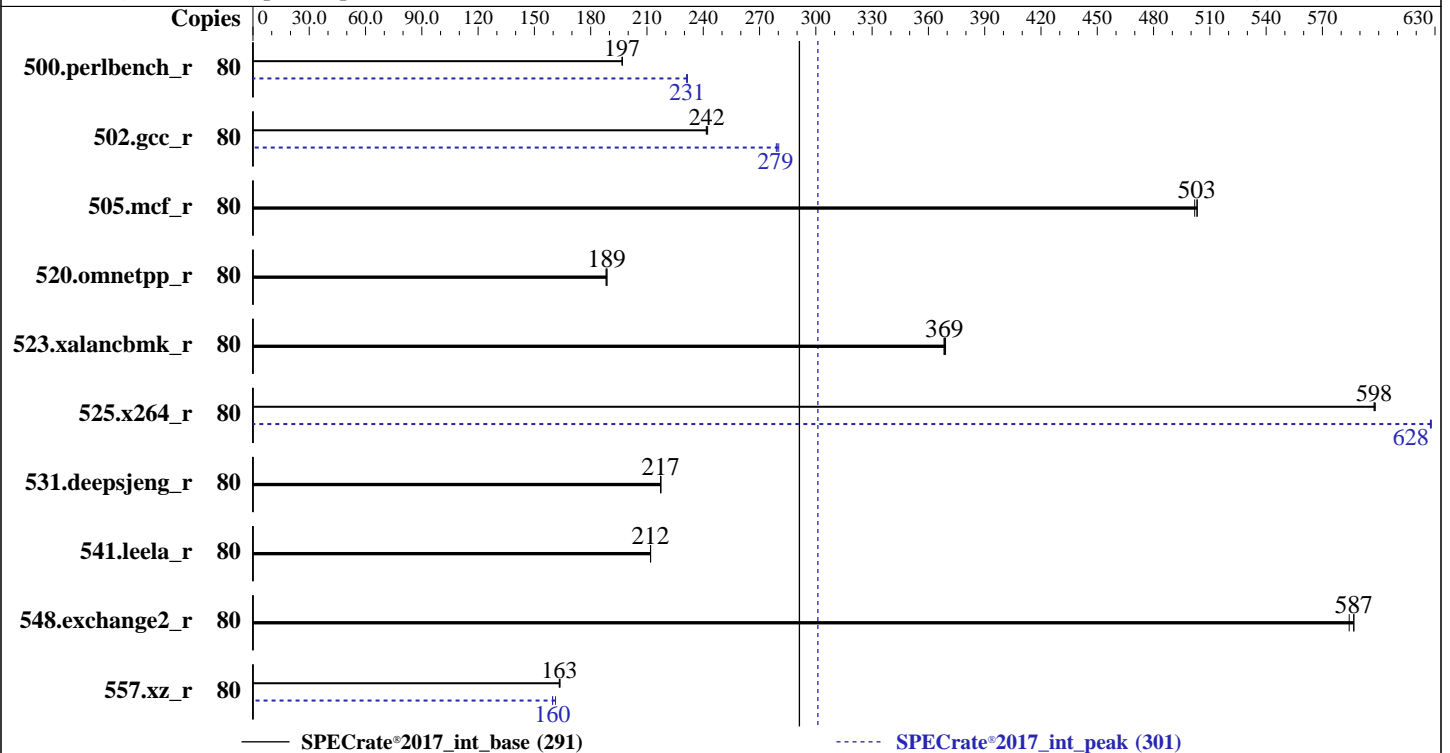 Copies 0 30.0 60.0 90.0 120 150 180 210 240 270 300 330 360 390 420 450 480 510 540 570 630
197
500.perlbench_r 80
231
242
502.gcc_r 80
279
503
505.mcf_r 80
189
520.omnetpp_r 80
369
523.xalancbmk_r 80
598
525.x264_r 80
628
217
531.deepsjeng_r 80
212
541.leela_r 80
587
548.exchange2_r 80
163
557.xz_r 80
160
SPECrate®2017_int_base (291) SPECrate®2017_int_peak (301)